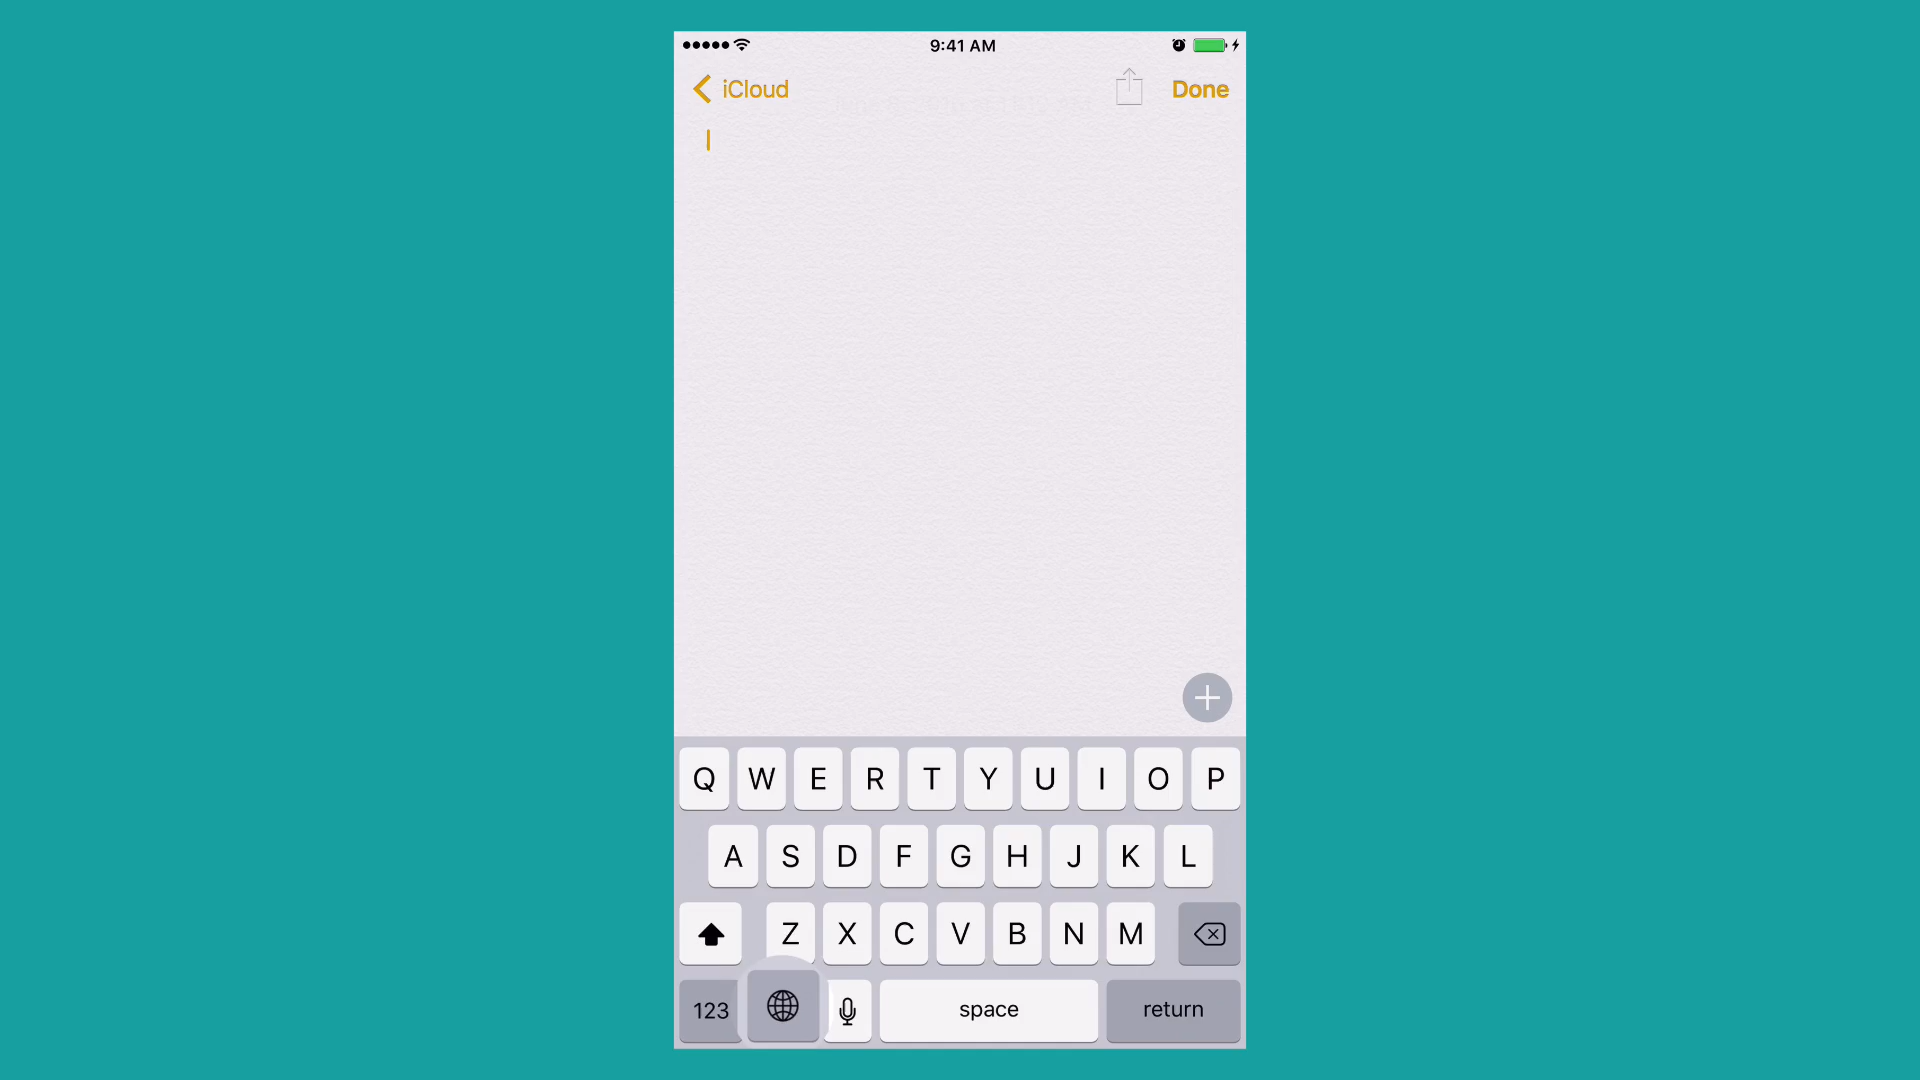 9:41 AM
iCloud
Done
Q W E R T Y U I O P
A S D F G H J K L
Z X C V B N M
123
space
return